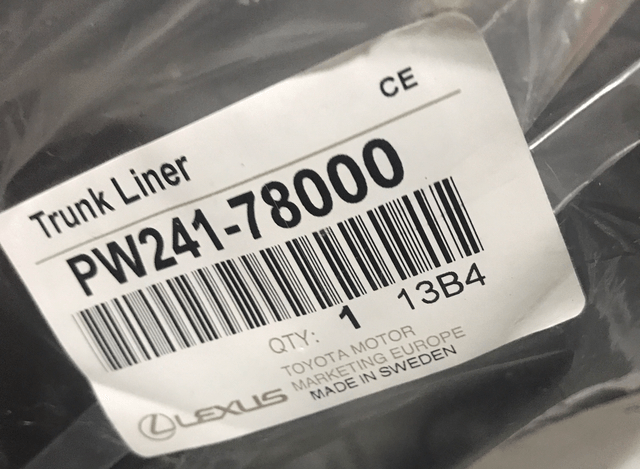 CE
Trunk Liner
PW241-78000
QTY: 1 13B4
TOYOTA MOTOR
MARKETING EUROPE
MADE IN SWEDEN
LEXUS